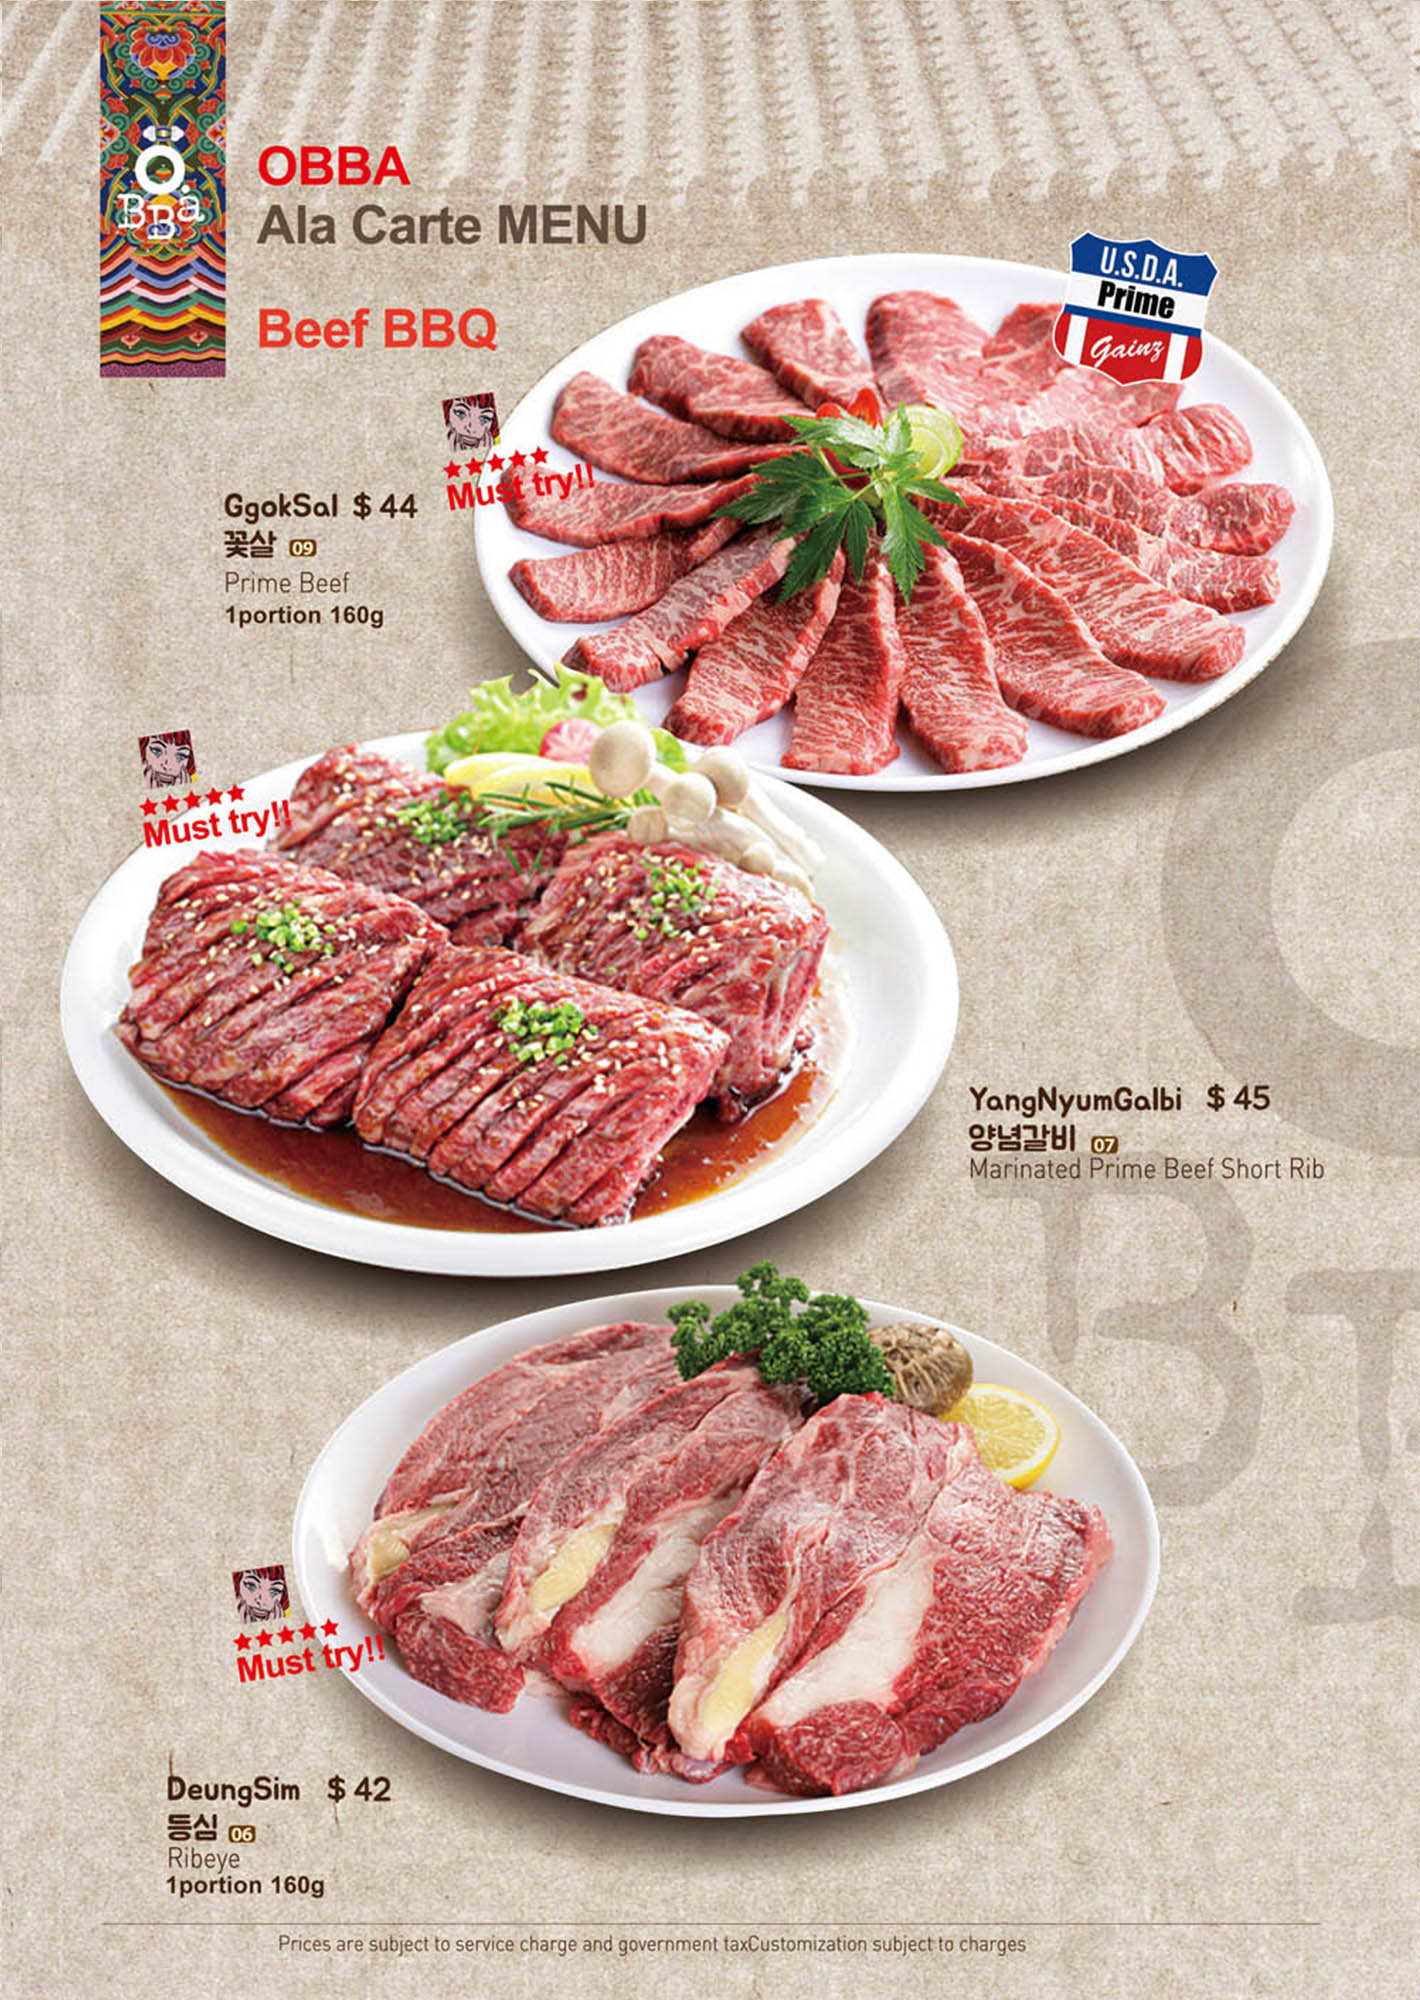 O.
BBa
OBBA
Ala Carte MENU
Beef BBQ
U.S.D.A.
Prime
Gainz
Must try!!
GgokSal $ 44
꽃살 09
Prime Beef
1portion 160g
Must try!!
YangNyumGalbi $ 45
양념갈비 07
Marinated Prime Beef Short Rib
Must try!!
DeungSim $ 42
등심 06
Ribeye
1portion 160g
Prices are subject to service charge and government taxCustomization subject to charges